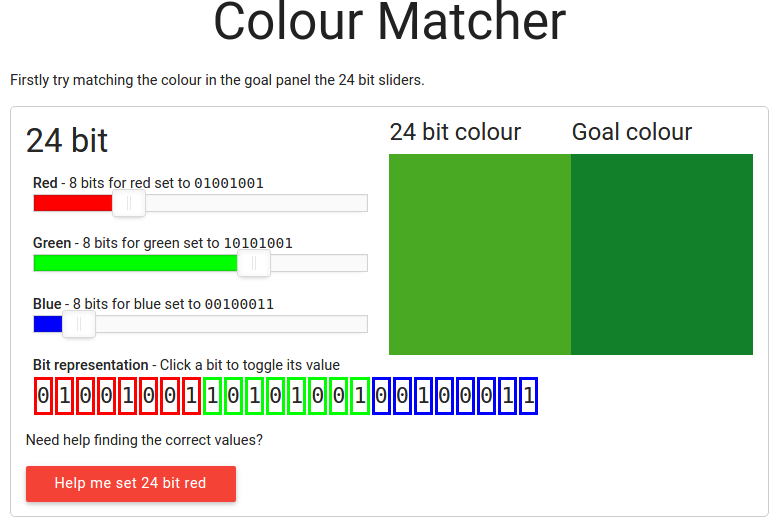 Colour Matcher
Firstly try matching the colour in the goal panel the 24 bit sliders.
24 bit
Red - 8 bits for red set to 01001001
Green - 8 bits for green set to 10101001
Blue - 8 bits for blue set to 00100011
24 bit colour
Goal colour
Bit representation - Click a bit to toggle its value
0 1 0 0 1 0 0 1 1 0 1 0 1 0 0 1 0 0 1 0 0 0 1 1
Need help finding the correct values?
Help me set 24 bit red